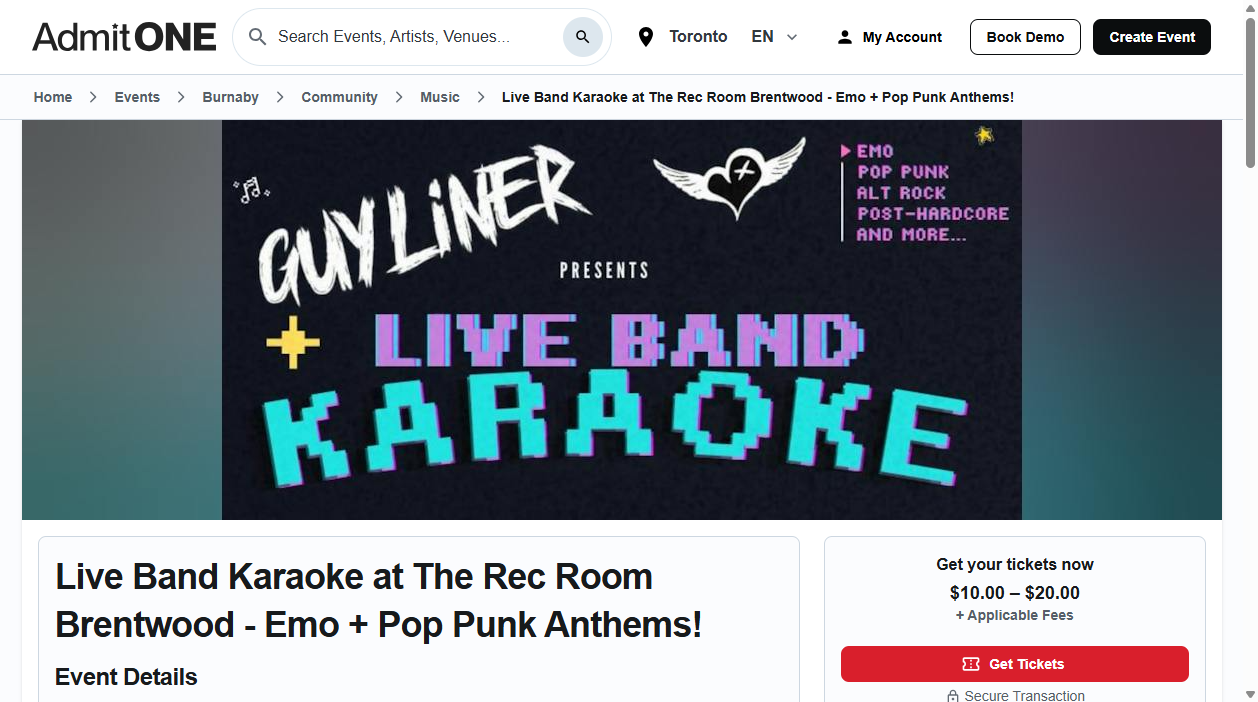 AdmitONE
Search Events, Artists, Venues...
Toronto
EN
My Account
Book Demo
Create Event
Home > Events > Burnaby > Community > Music > Live Band Karaoke at The Rec Room Brentwood - Emo + Pop Punk Anthems!
GUYLiNER
PRESENTS
EMO
POP PUNK
ALT ROCK
POST-HARDCORE
AND MORE...
LIVE BAND
KARAOKE
Live Band Karaoke at The Rec Room
Brentwood - Emo + Pop Punk Anthems!
Event Details
Get your tickets now
$10.00 – $20.00
+ Applicable Fees
Get Tickets
Secure Transaction